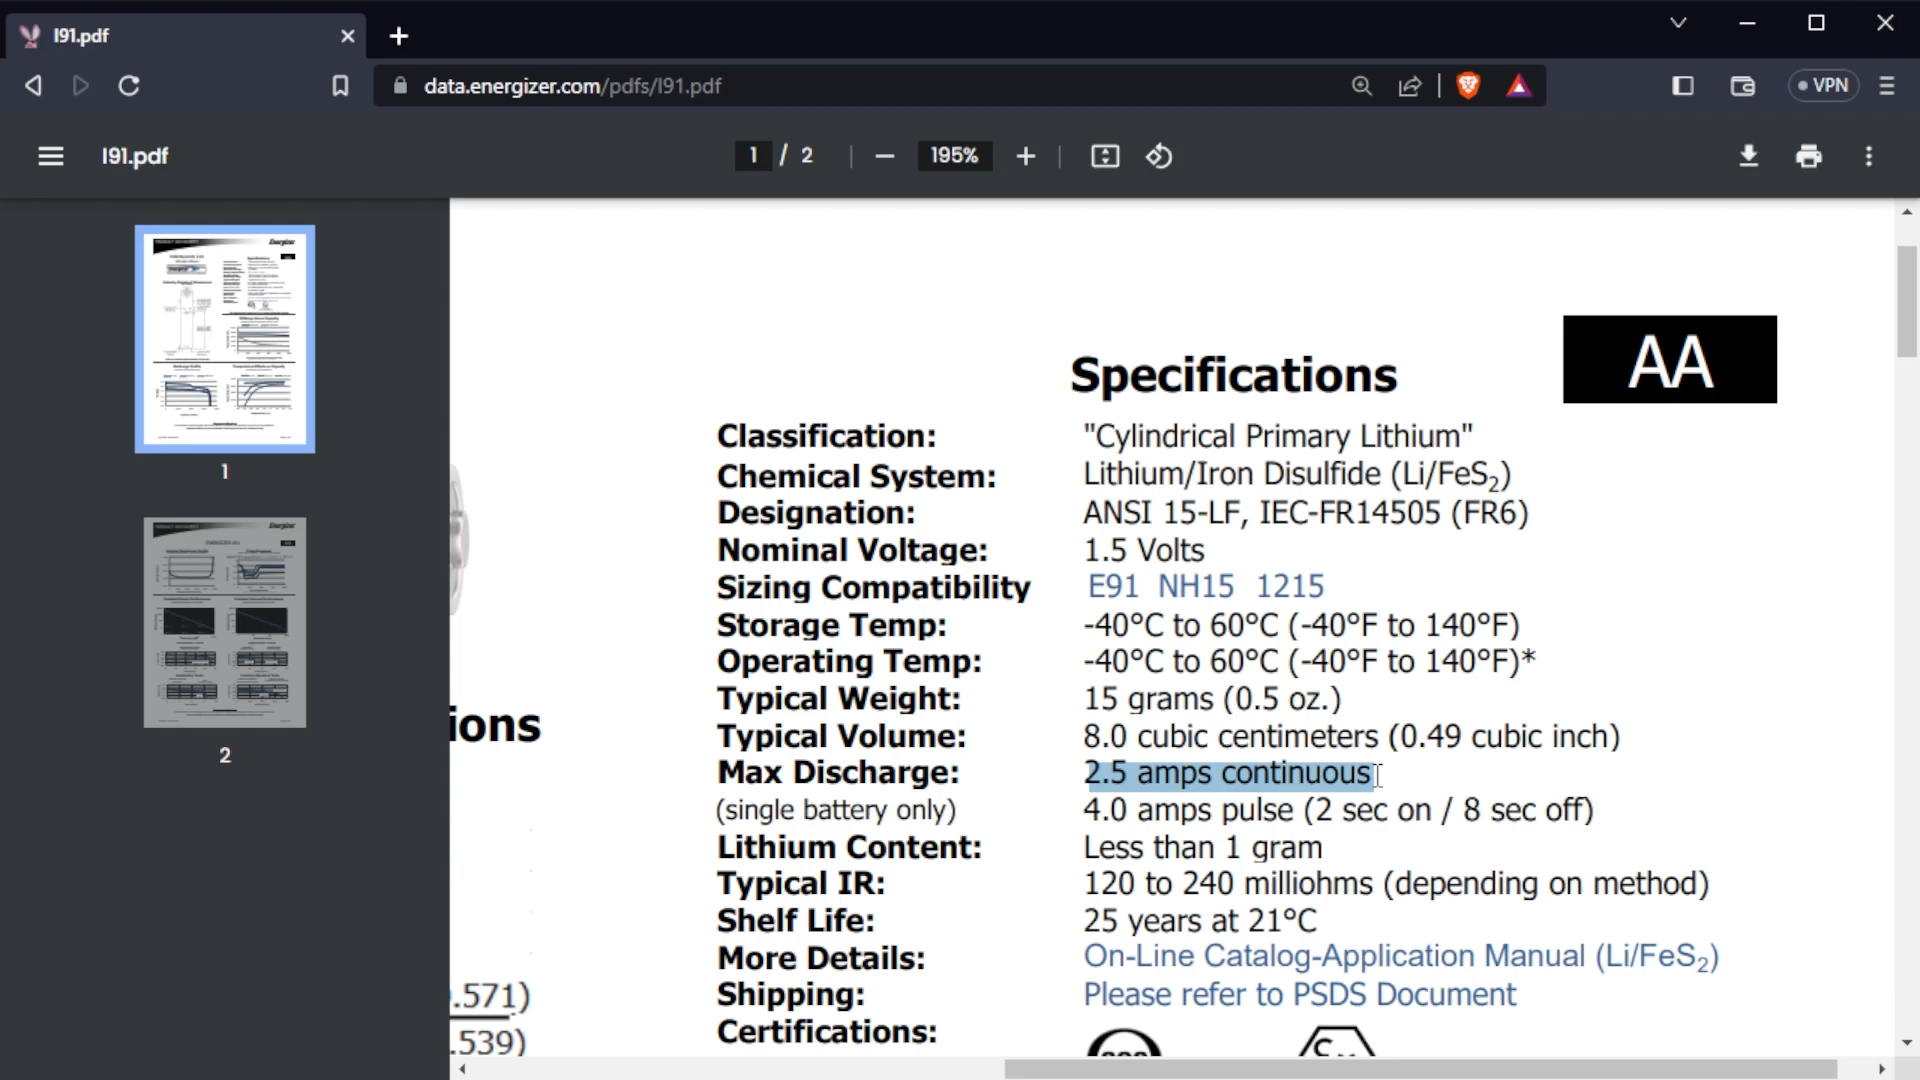 l91.pdf
data.energizer.com/pdfs/l91.pdf
VPN
l91.pdf
1 / 2
195%
1
2
ions
.571)
.539)
AA
Specifications
Classification: "Cylindrical Primary Lithium"
Chemical System: Lithium/Iron Disulfide (Li/FeS₂)
Designation: ANSI 15-LF, IEC-FR14505 (FR6)
Nominal Voltage: 1.5 Volts
Sizing Compatibility E91 NH15 1215
Storage Temp: -40°C to 60°C (-40°F to 140°F)
Operating Temp: -40°C to 60°C (-40°F to 140°F)*
Typical Weight: 15 grams (0.5 oz.)
Typical Volume: 8.0 cubic centimeters (0.49 cubic inch)
Max Discharge: 2.5 amps continuous
(single battery only) 4.0 amps pulse (2 sec on / 8 sec off)
Lithium Content: Less than 1 gram
Typical IR: 120 to 240 milliohms (depending on method)
Shelf Life: 25 years at 21°C
More Details: On-Line Catalog-Application Manual (Li/FeS₂)
Shipping: Please refer to PSDS Document
Certifications: